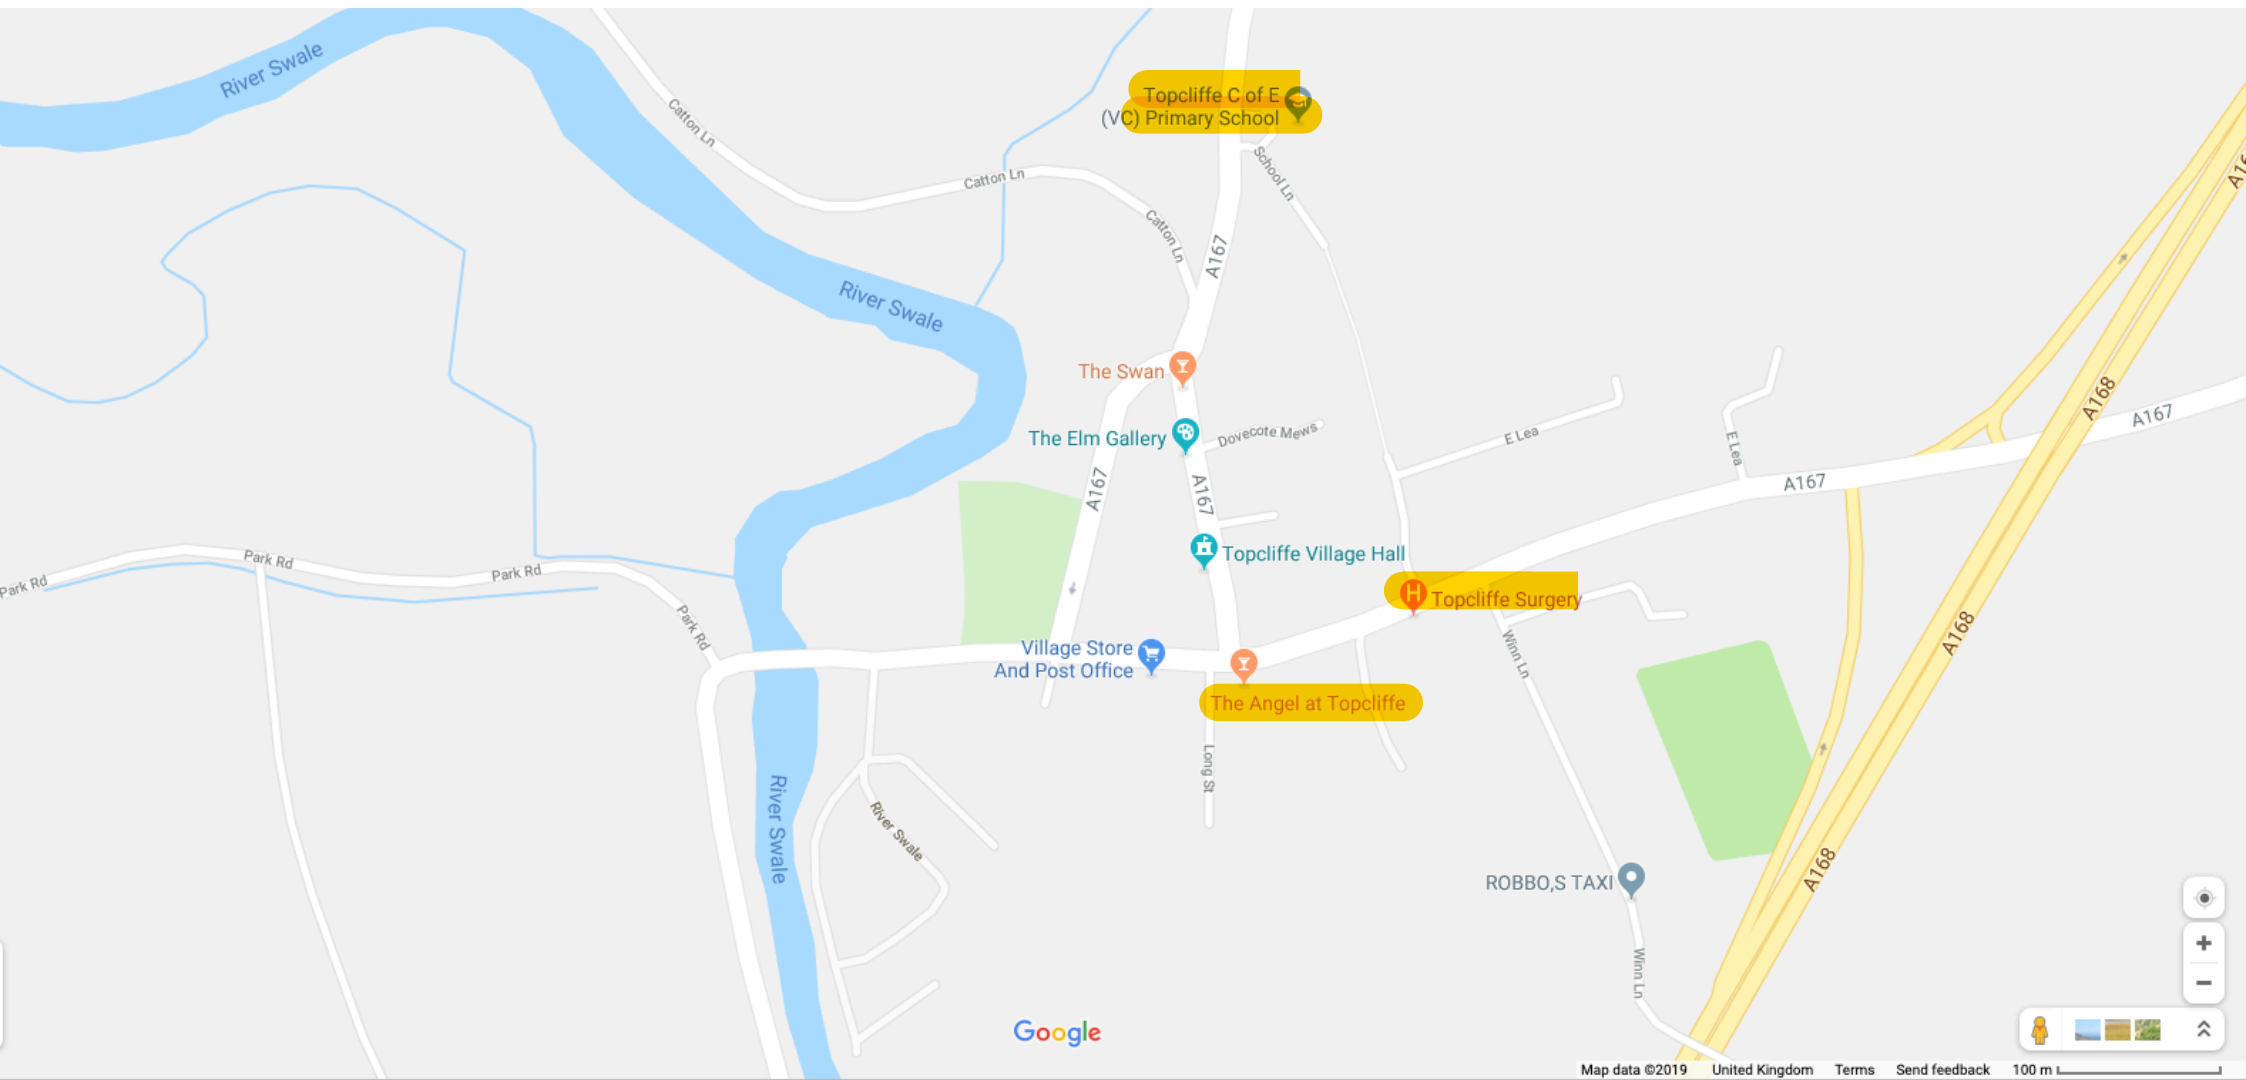 River Swale
Topcliffe C of E
(VC) Primary School
Catton Ln
School Ln
A16
Catton Ln
Catton Ln
A167
River Swale
The Swan
A168
A167
The Elm Gallery
Dovecote Mews
E Lea
E Lea
A167
A167
A167
Park Rd
Park Rd
Park Rd
Topcliffe Village Hall
Topcliffe Surgery
Park Rd
A168
Village Store
And Post Office
Winn Ln
The Angel at Topcliffe
Long St
River Swale
River Swale
A168
ROBBO,S TAXI
Winn Ln
Google
Map data ©2019 United Kingdom Terms Send feedback 100 m